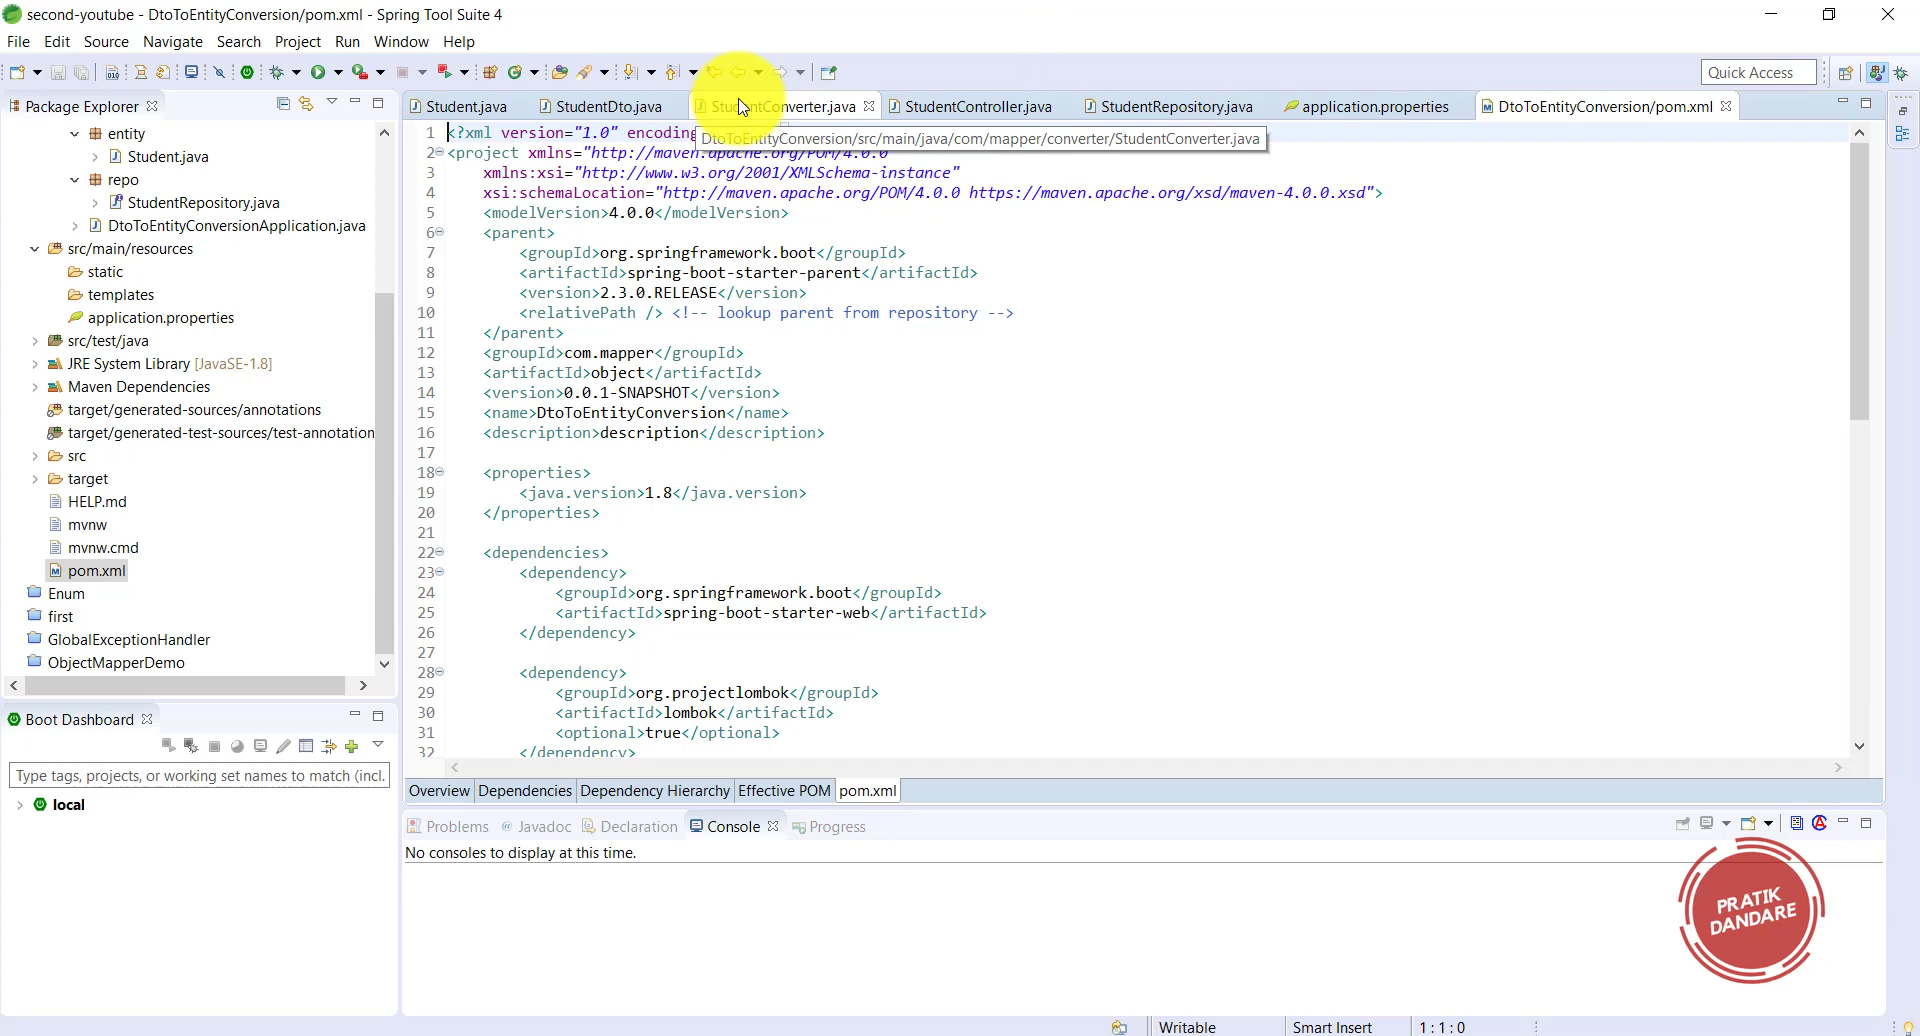 second-youtube - DtoToEntityConversion/pom.xml - Spring Tool Suite 4
File Edit Source Navigate Search Project Run Window Help
Quick Access
Package Explorer
entity
Student.java
repo
StudentRepository.java
DtoToEntityConversionApplication.java
src/main/resources
static
templates
application.properties
src/test/java
JRE System Library [JavaSE-1.8]
Maven Dependencies
target/generated-sources/annotations
target/generated-test-sources/test-annotation
src
target
HELP.md
mvnw
mvnw.cmd
pom.xml
Enum
first
GlobalExceptionHandler
ObjectMapperDemo
Boot Dashboard
Type tags, projects, or working set names to match (incl.
local
Student.java StudentDto.java StudentConverter.java StudentController.java StudentRepository.java application.properties DtoToEntityConversion/pom.xml
DtoToEntityConversion/src/main/java/com/mapper/converter/StudentConverter.java
1 <?xml version="1.0" encoding
2 <project xmlns="http://maven.apache.org/POM/4.0.0"
3 xmlns:xsi="http://www.w3.org/2001/XMLSchema-instance"
4 xsi:schemaLocation="http://maven.apache.org/POM/4.0.0 https://maven.apache.org/xsd/maven-4.0.0.xsd">
5 <modelVersion>4.0.0</modelVersion>
6 <parent>
7 <groupId>org.springframework.boot</groupId>
8 <artifactId>spring-boot-starter-parent</artifactId>
9 <version>2.3.0.RELEASE</version>
10 <relativePath /> <!-- lookup parent from repository -->
11 </parent>
12 <groupId>com.mapper</groupId>
13 <artifactId>object</artifactId>
14 <version>0.0.1-SNAPSHOT</version>
15 <name>DtoToEntityConversion</name>
16 <description>description</description>
17
18 <properties>
19 <java.version>1.8</java.version>
20 </properties>
21
22 <dependencies>
23 <dependency>
24 <groupId>org.springframework.boot</groupId>
25 <artifactId>spring-boot-starter-web</artifactId>
26 </dependency>
27
28 <dependency>
29 <groupId>org.projectlombok</groupId>
30 <artifactId>lombok</artifactId>
31 <optional>true</optional>
32 </dependency>
Overview Dependencies Dependency Hierarchy Effective POM pom.xml
Problems @ Javadoc Declaration Console Progress
No consoles to display at this time.
PRATIK
DANDARE
Writable Smart Insert 1:1:0